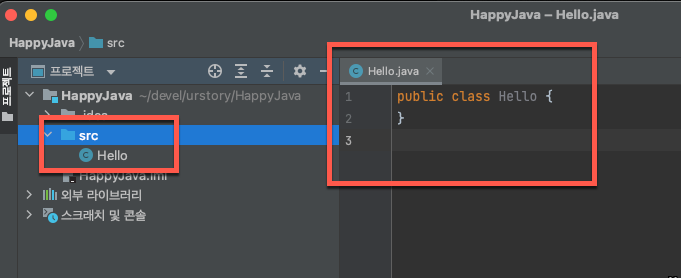 HappyJava – Hello.java
HappyJava 〉 src
프로젝트
프로젝트
Hello.java
HappyJava ~/devel/urstory/HappyJava
.idea
src
Hello
HappyJava.iml
외부 라이브러리
스크래치 및 콘솔
1 public class Hello {
2 }
3